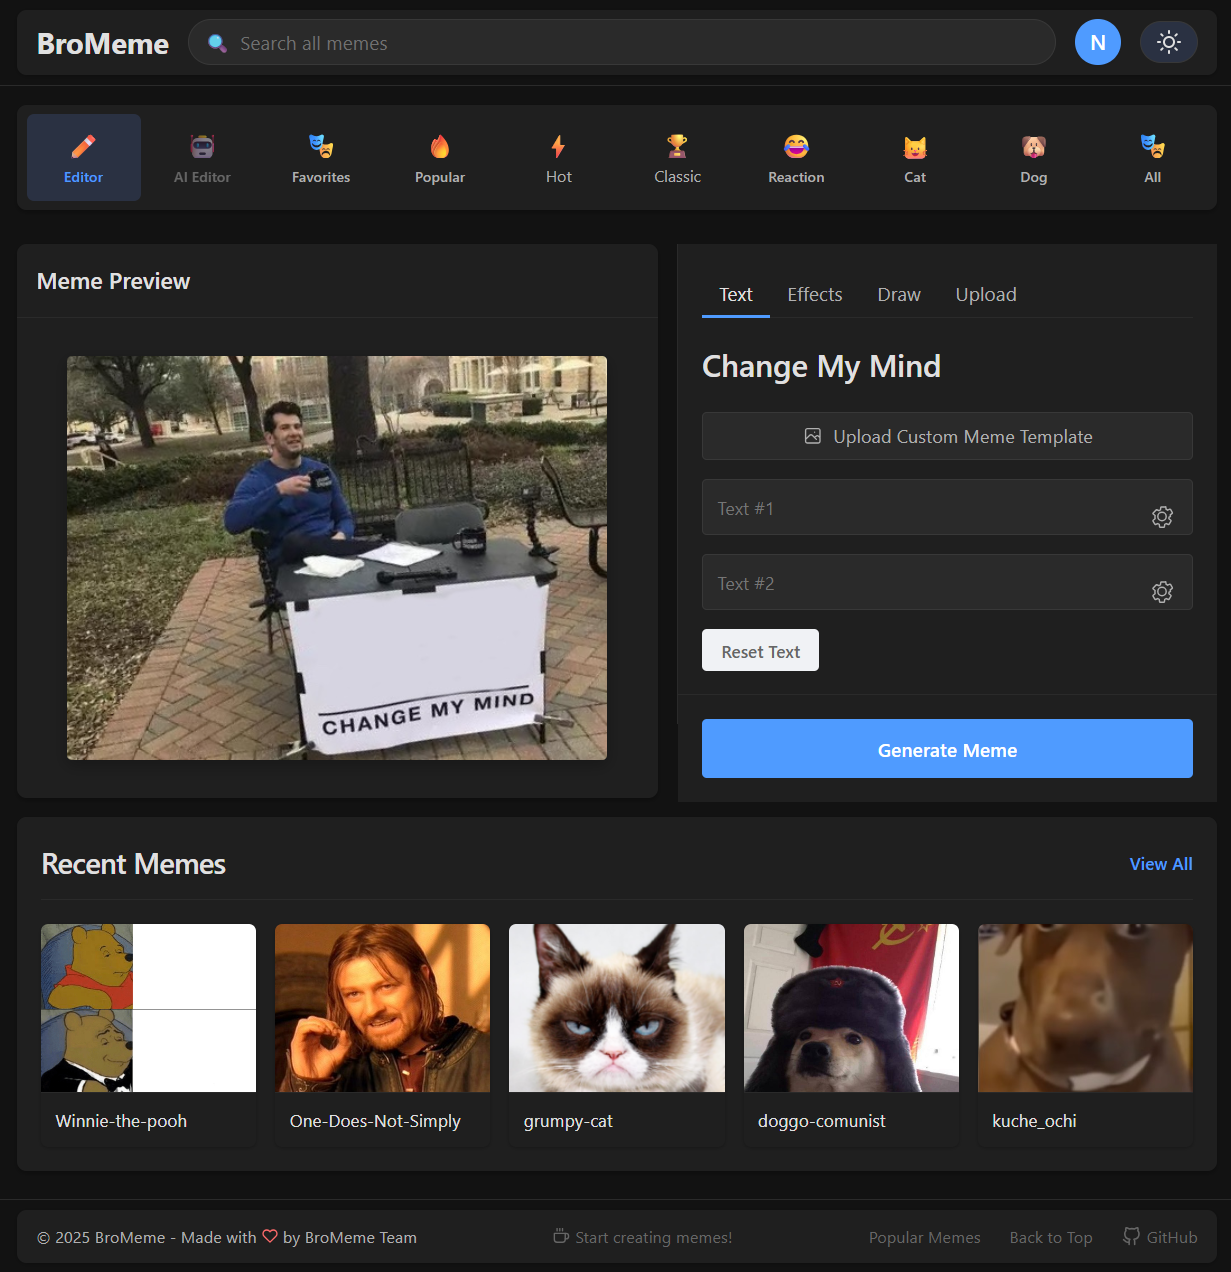 BroMeme
Search all memes
N
Editor
AI Editor
Favorites
Popular
Hot
Classic
Reaction
Cat
Dog
All
Meme Preview
CHANGE MY MIND
Text
Effects
Draw
Upload
Change My Mind
Upload Custom Meme Template
Text #1
Text #2
Reset Text
Generate Meme
Recent Memes
View All
Winnie-the-pooh
One-Does-Not-Simply
grumpy-cat
doggo-comunist
kuche_ochi
© 2025 BroMeme - Made with by BroMeme Team
Start creating memes!
Popular Memes
Back to Top
GitHub